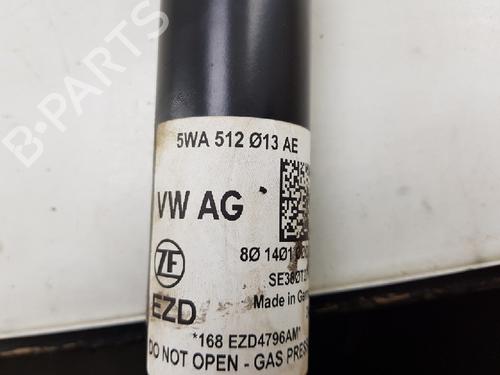 B-PARTS
5WA 512 Ø13 AE
VW AG
8Ø 14Ø1
ZF
Made in
EZD
*168 EZD4796AM*
DO NOT OPEN - GAS